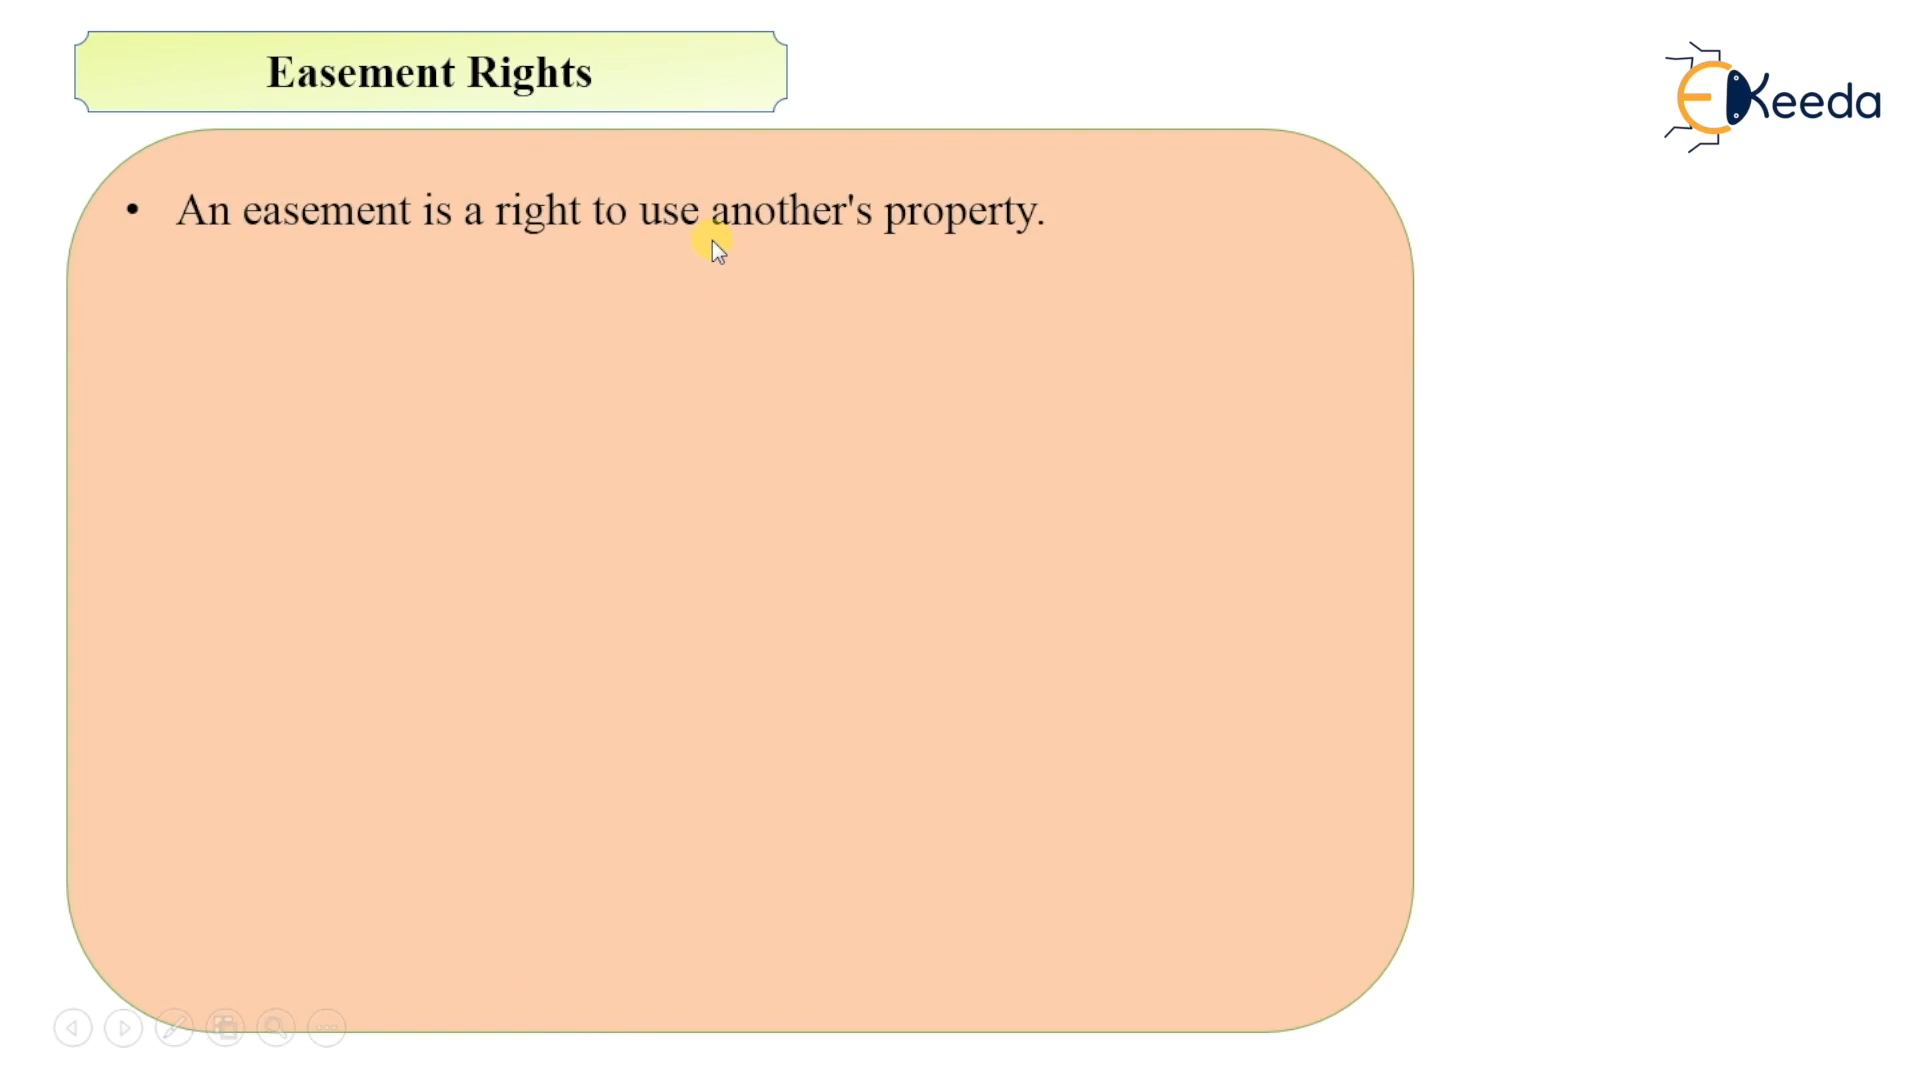 Easement Rights
EKeeda
• An easement is a right to use another's property.